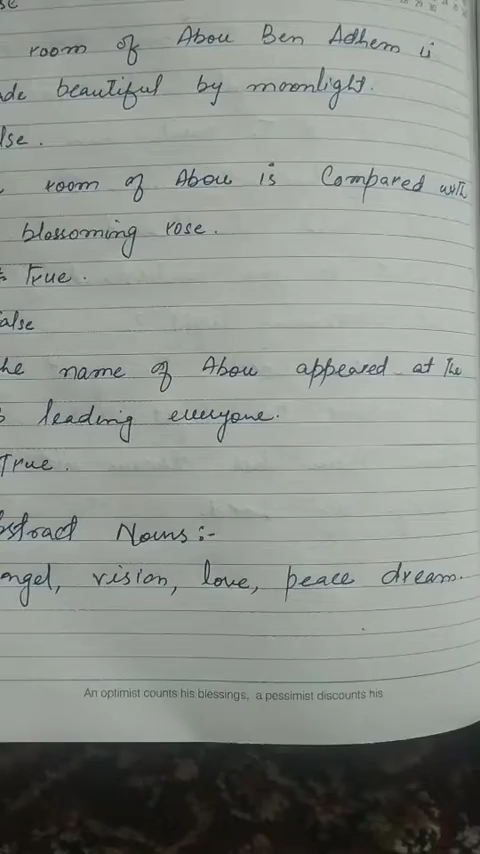 room of Abou Ben Adhem is
de beautiful by moonlight.
lse.
room of Abou is Compared with
blossoming rose.
True.
alse
he name of Abou appeared at The
leading everyone.
True.
bstract Nouns:-
angel, vision, love, peace dream.
An optimist counts his blessings, a pessimist discounts his